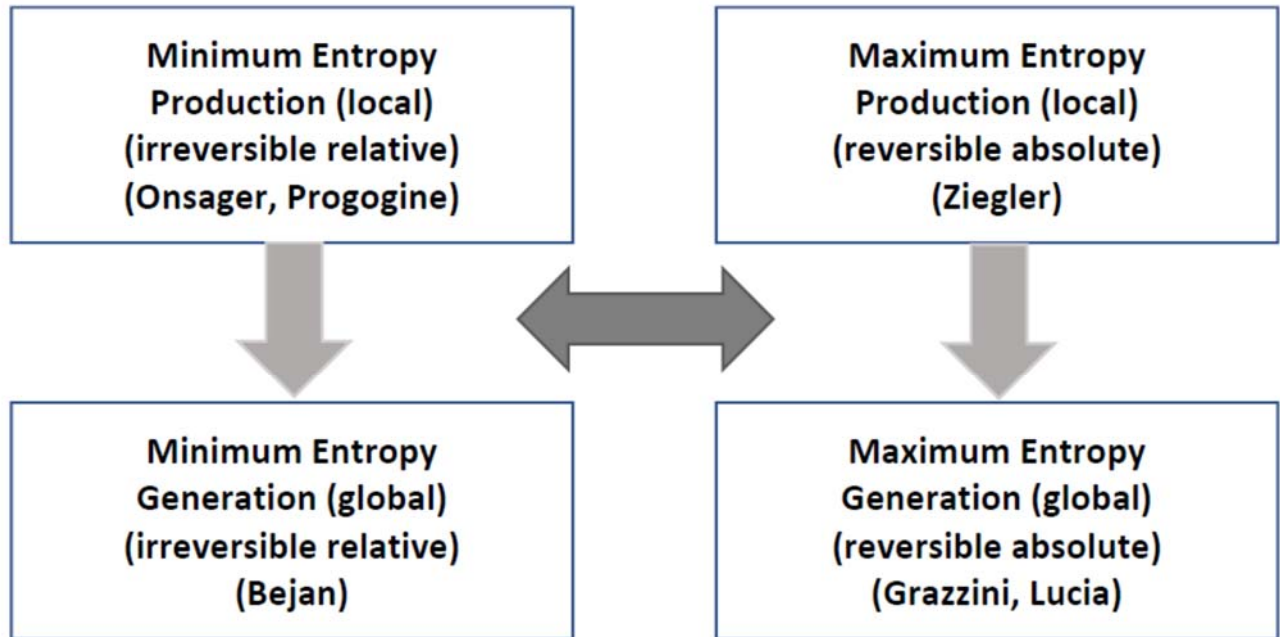 Minimum Entropy
Production (local)
(irreversible relative)
(Onsager, Progogine)
Maximum Entropy
Production (local)
(reversible absolute)
(Ziegler)
Minimum Entropy
Generation (global)
(irreversible relative)
(Bejan)
Maximum Entropy
Generation (global)
(reversible absolute)
(Grazzini, Lucia)